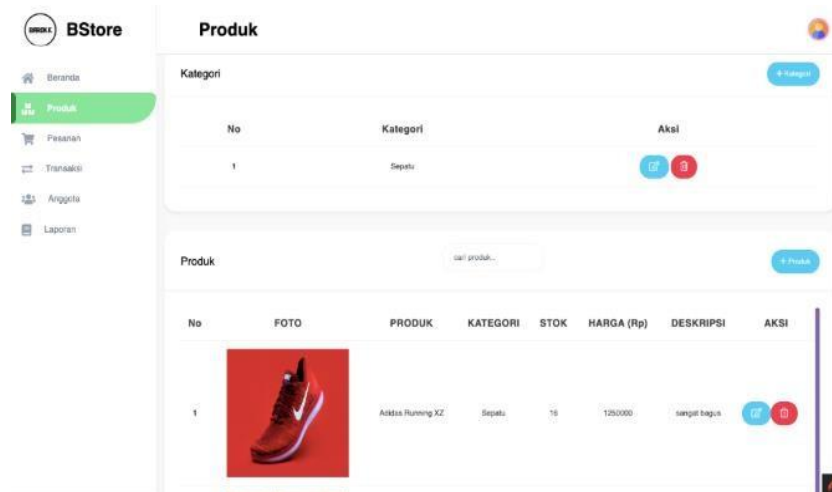 BStore
Produk
Beranda
Produk
Pesanan
Transaksi
Anggota
Laporan
Kategori
+ Kategori
No Kategori Aksi
1 Sepatu
Produk
cari produk..
+ Produk
No FOTO PRODUK KATEGORI STOK HARGA (Rp) DESKRIPSI AKSI
1 Adidas Running XZ Sepatu 16 1250000 sangat bagus